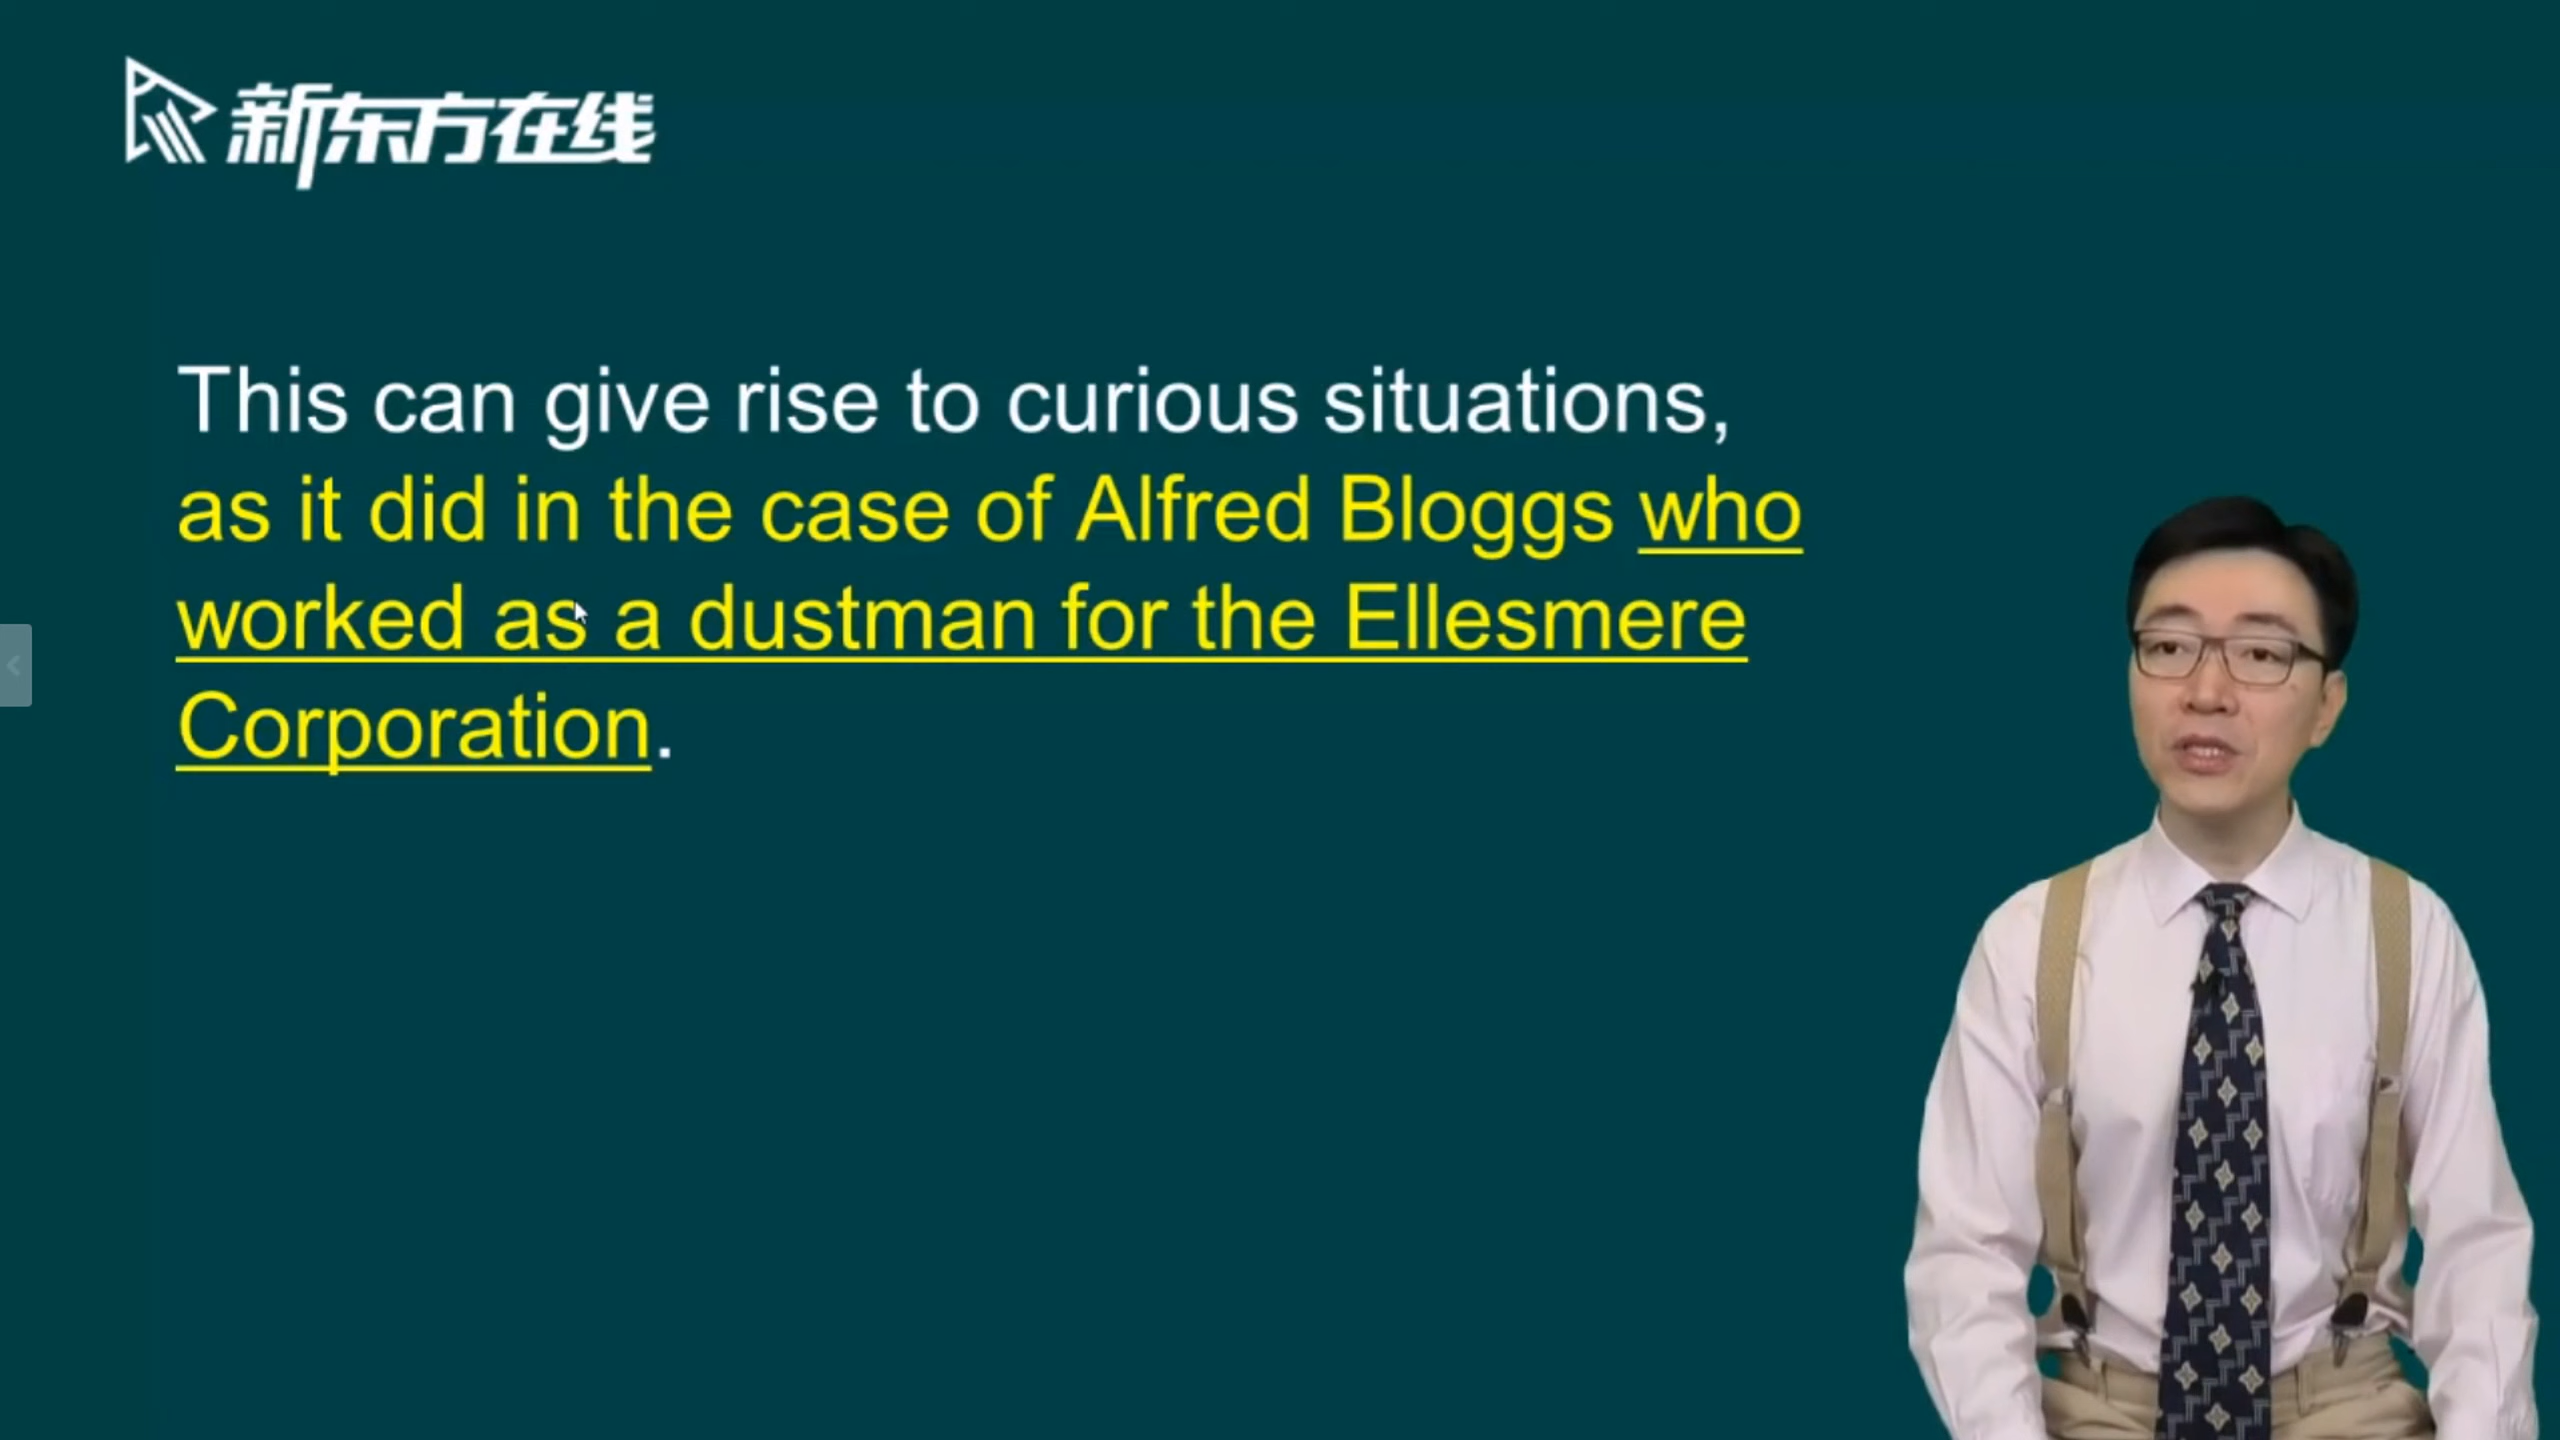 新东方在线
This can give rise to curious situations,
as it did in the case of Alfred Bloggs who
worked as a dustman for the Ellesmere
Corporation.